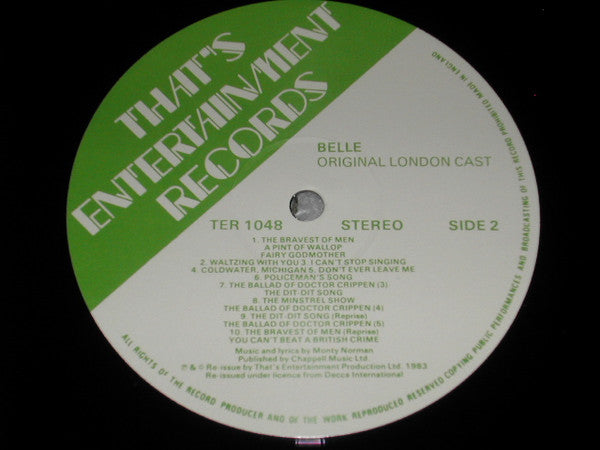 THAT'S
ENTERTAINMENT
RECORDS
BELLE
ORIGINAL LONDON CAST
TER 1048 STEREO SIDE 2
1. THE BRAVEST OF MEN
A PINT OF WALLOP
FAIRY GODMOTHER
2. WALTZING WITH YOU 3. I CAN'T STOP SINGING
4. COLDWATER, MICHIGAN 5. DON'T EVER LEAVE ME
6. POLICEMAN'S SONG
7. THE BALLAD OF DOCTOR CRIPPEN (3)
THE DIT-DIT SONG
8. THE MINSTREL SHOW
THE BALLAD OF DOCTOR CRIPPEN (4)
9. THE DIT-DIT SONG (Reprise)
THE BALLAD OF DOCTOR CRIPPEN (5)
10. THE BRAVEST OF MEN (Reprise)
YOU CAN'T BEAT A BRITISH CRIME
Music and lyrics by Monty Norman
Published by Chappell Music Ltd.
℗ & © Re-issue by That's Entertainment Production Ltd. 1983
Re-issued under licence from Decca International
ALL RIGHTS OF THE RECORD PRODUCER AND OF THE WORK REPRODUCED RESERVED COPYING PUBLIC PERFORMANCES AND BROADCASTING OF THIS RECORD PROHIBITED MADE IN ENGLAND